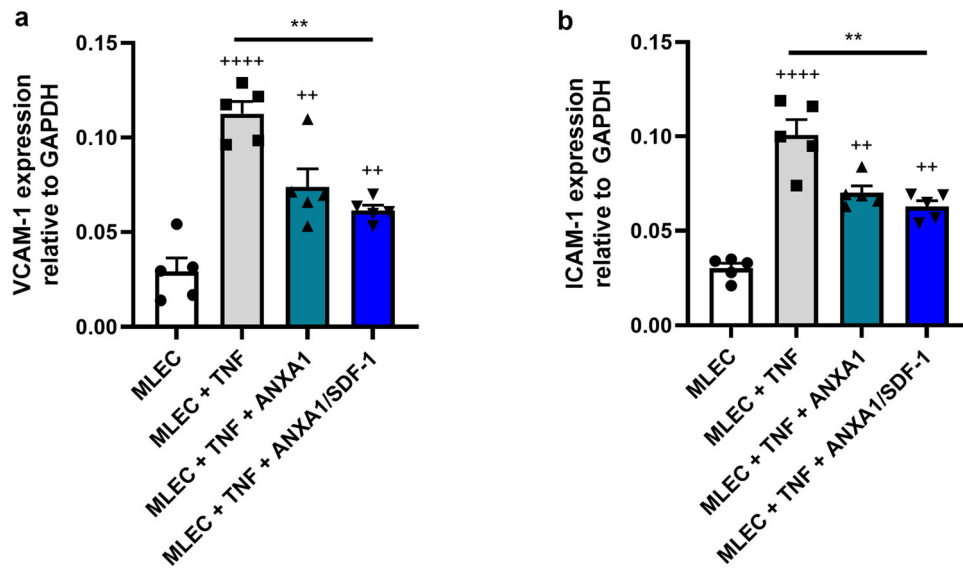 a
**
++++
++
++
0.15
0.10
0.05
0.00
VCAM-1 expression
relative to GAPDH
MLEC
MLEC + TNF
MLEC + TNF + ANXA1
MLEC + TNF + ANXA1/SDF-1
b
**
++++
++
++
0.15
0.10
0.05
0.00
ICAM-1 expression
relative to GAPDH
MLEC
MLEC + TNF
MLEC + TNF + ANXA1
MLEC + TNF + ANXA1/SDF-1